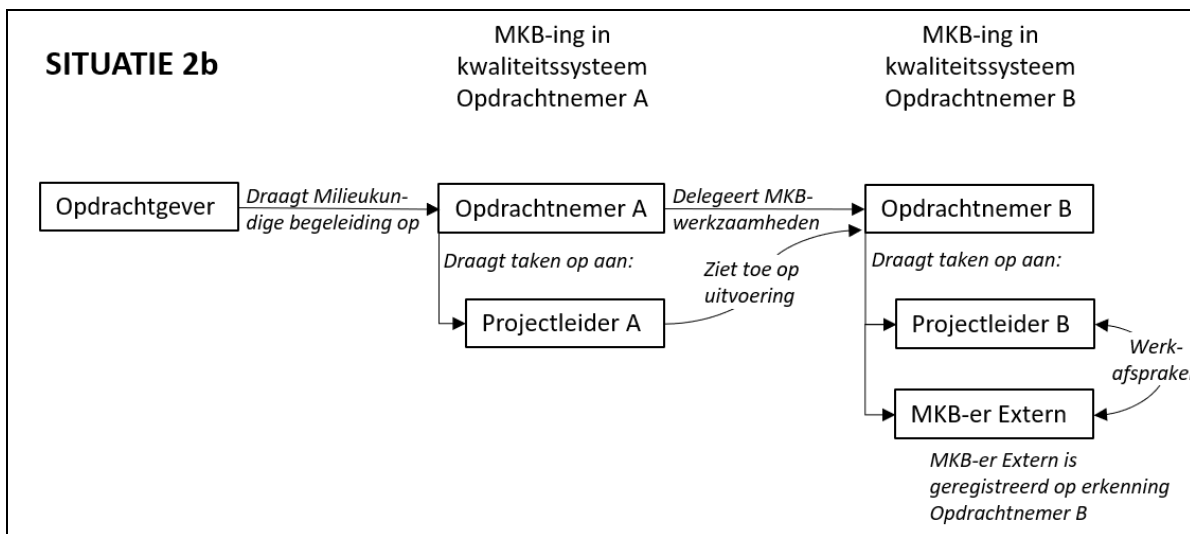 SITUATIE 2b
MKB-ing in
kwaliteitssysteem
Opdrachtnemer A
MKB-ing in
kwaliteitssysteem
Opdrachtnemer B
Opdrachtgever
Draagt Milieukun-
dige begeleiding op
Opdrachtnemer A
Delegeert MKB-
werkzaamheden
Opdrachtnemer B
Draagt taken op aan:
Ziet toe op
uitvoering
Draagt taken op aan:
Projectleider A
Projectleider B
Werk-
afspraken
MKB-er Extern
MKB-er Extern is
geregistreerd op erkenning
Opdrachtnemer B